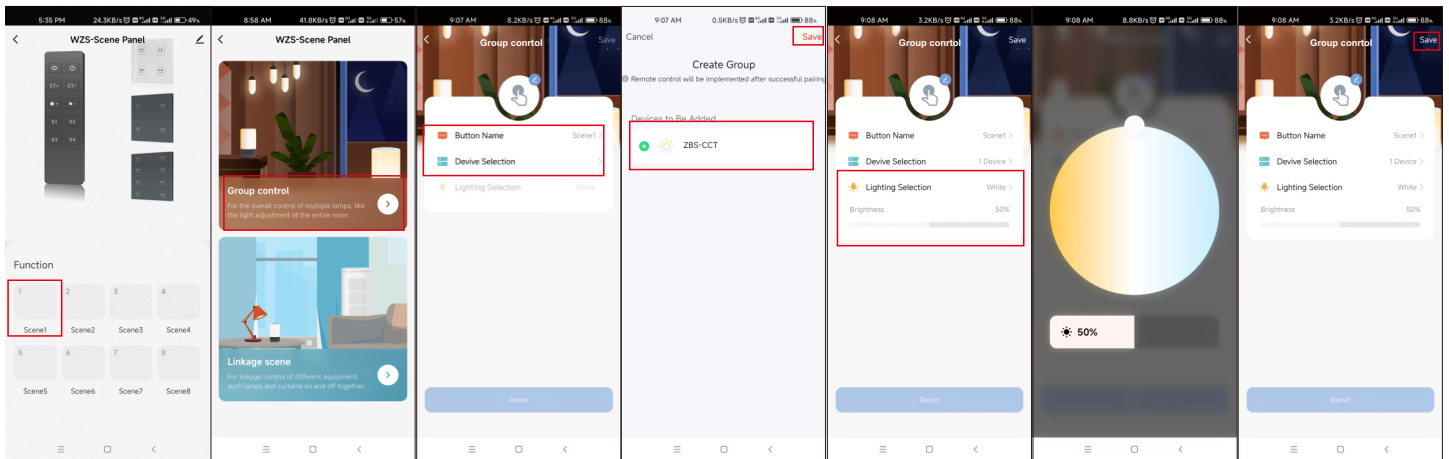 5:35 PM 24.3KB/s 49%
WZS-Scene Panel
CT+ CT-
S1 S2
S3 S4
Function
1 2 3 4
Scene1 Scene2 Scene3 Scene4
5 6 7 8
Scene5 Scene6 Scene7 Scene8
8:58 AM 41.8KB/s 57%
WZS-Scene Panel
Group control
For the overall control of multiple lamps, like
the light adjustment of the entire room
Linkage scene
For linkage control of different equipment,
such lamps and curtains on and off together
9:07 AM 8.2KB/s 88%
Group conrtol Save
Button Name Scene1 >
Devive Selection >
Lighting Selection White >
Reset
9:07 AM 0.5KB/s 88%
Cancel Save
Create Group
Remote control will be implemented after successful pairing
Devices to Be Added
ZBS-CCT
9:08 AM 3.2KB/s 88%
Group conrtol Save
Button Name Scene1 >
Devive Selection 1 Device >
Lighting Selection White >
Brightness 50%
Reset
9:08 AM 8.8KB/s 88%
50%
9:08 AM 3.2KB/s 88%
Group conrtol Save
Button Name Scene1 >
Devive Selection 1 Device >
Lighting Selection White >
Brightness 50%
Reset